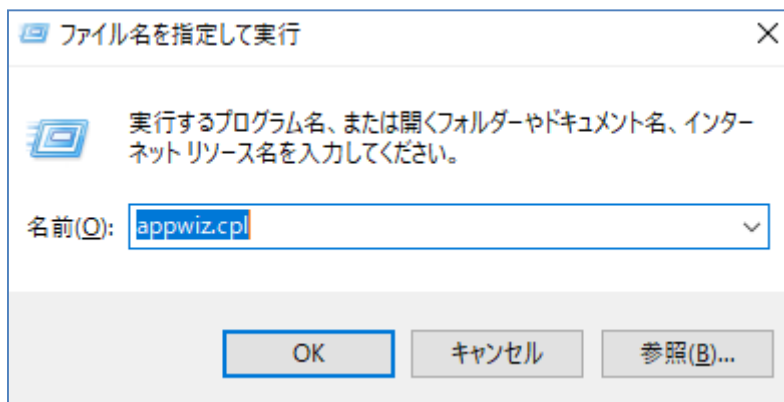 ファイル名を指定して実行
実行するプログラム名、または開くフォルダーやドキュメント名、インター
ネット リソース名を入力してください。
名前(O): appwiz.cpl
OK キャンセル 参照(B)...